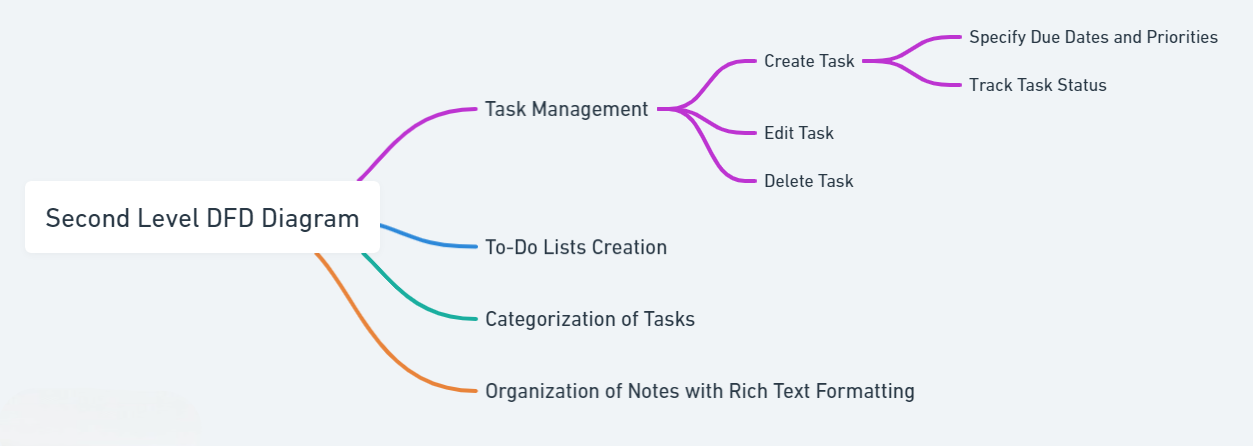 Second Level DFD Diagram
Task Management
Create Task
Specify Due Dates and Priorities
Track Task Status
Edit Task
Delete Task
To-Do Lists Creation
Categorization of Tasks
Organization of Notes with Rich Text Formatting